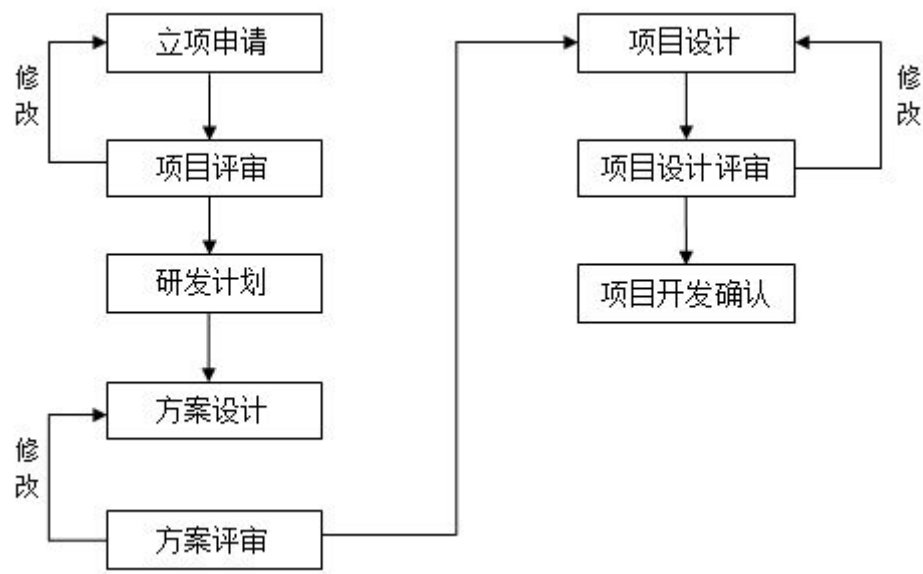 立项申请
修改
项目评审
研发计划
方案设计
修改
方案评审
项目设计
修改
项目设计评审
项目开发确认